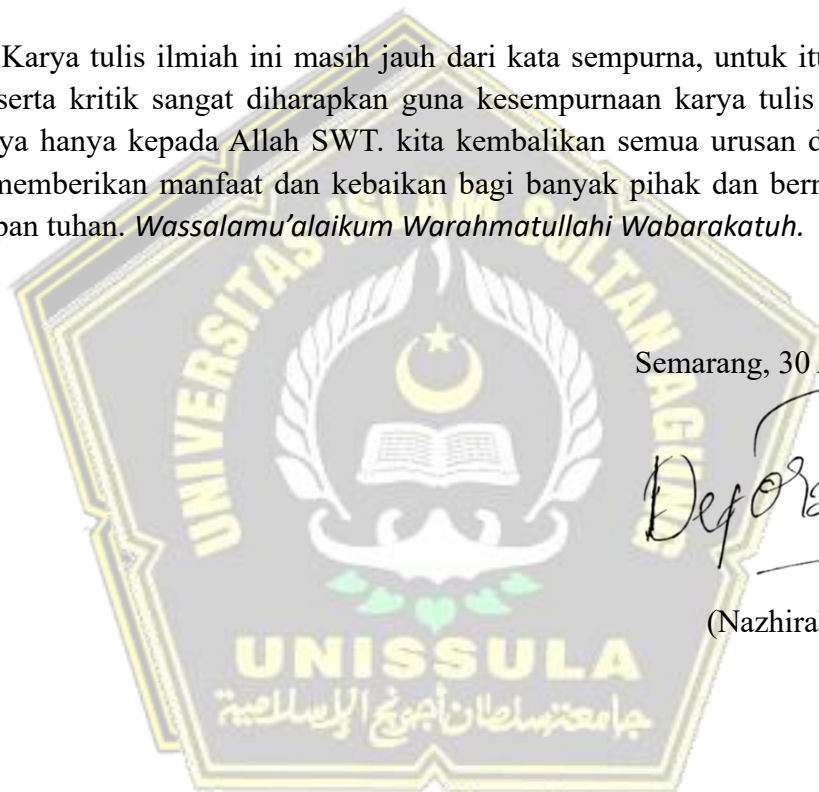 Karya tulis ilmiah ini masih jauh dari kata sempurna, untuk itu
serta kritik sangat diharapkan guna kesempurnaan karya tulis
ya hanya kepada Allah SWT. kita kembalikan semua urusan d
memberikan manfaat dan kebaikan bagi banyak pihak dan bern
pan tuhan. Wassalamu’alaikum Warahmatullahi Wabarakatuh.
UNIVERSITAS ISLAM SULTAN AGUNG
Semarang, 30
(Nazhira
UNISSULA
جامعة سلطان أجونج الإسلامية